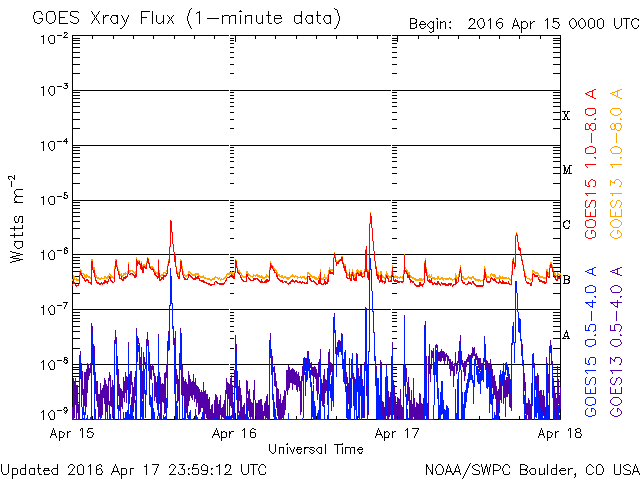 GOES Xray Flux (1-minute data)
Begin: 2016 Apr 15 0000 UTC
10⁻²
10⁻³
10⁻⁴
10⁻⁵
10⁻⁶
10⁻⁷
10⁻⁸
10⁻⁹
Watts m⁻²
X
M
C
B
A
GOES15 1.0-8.0 A
GOES13 1.0-8.0 A
GOES15 0.5-4.0 A
GOES13 0.5-4.0 A
Apr 15
Apr 16
Apr 17
Apr 18
Universal Time
Updated 2016 Apr 17 23:59:12 UTC
NOAA/SWPC Boulder, CO USA